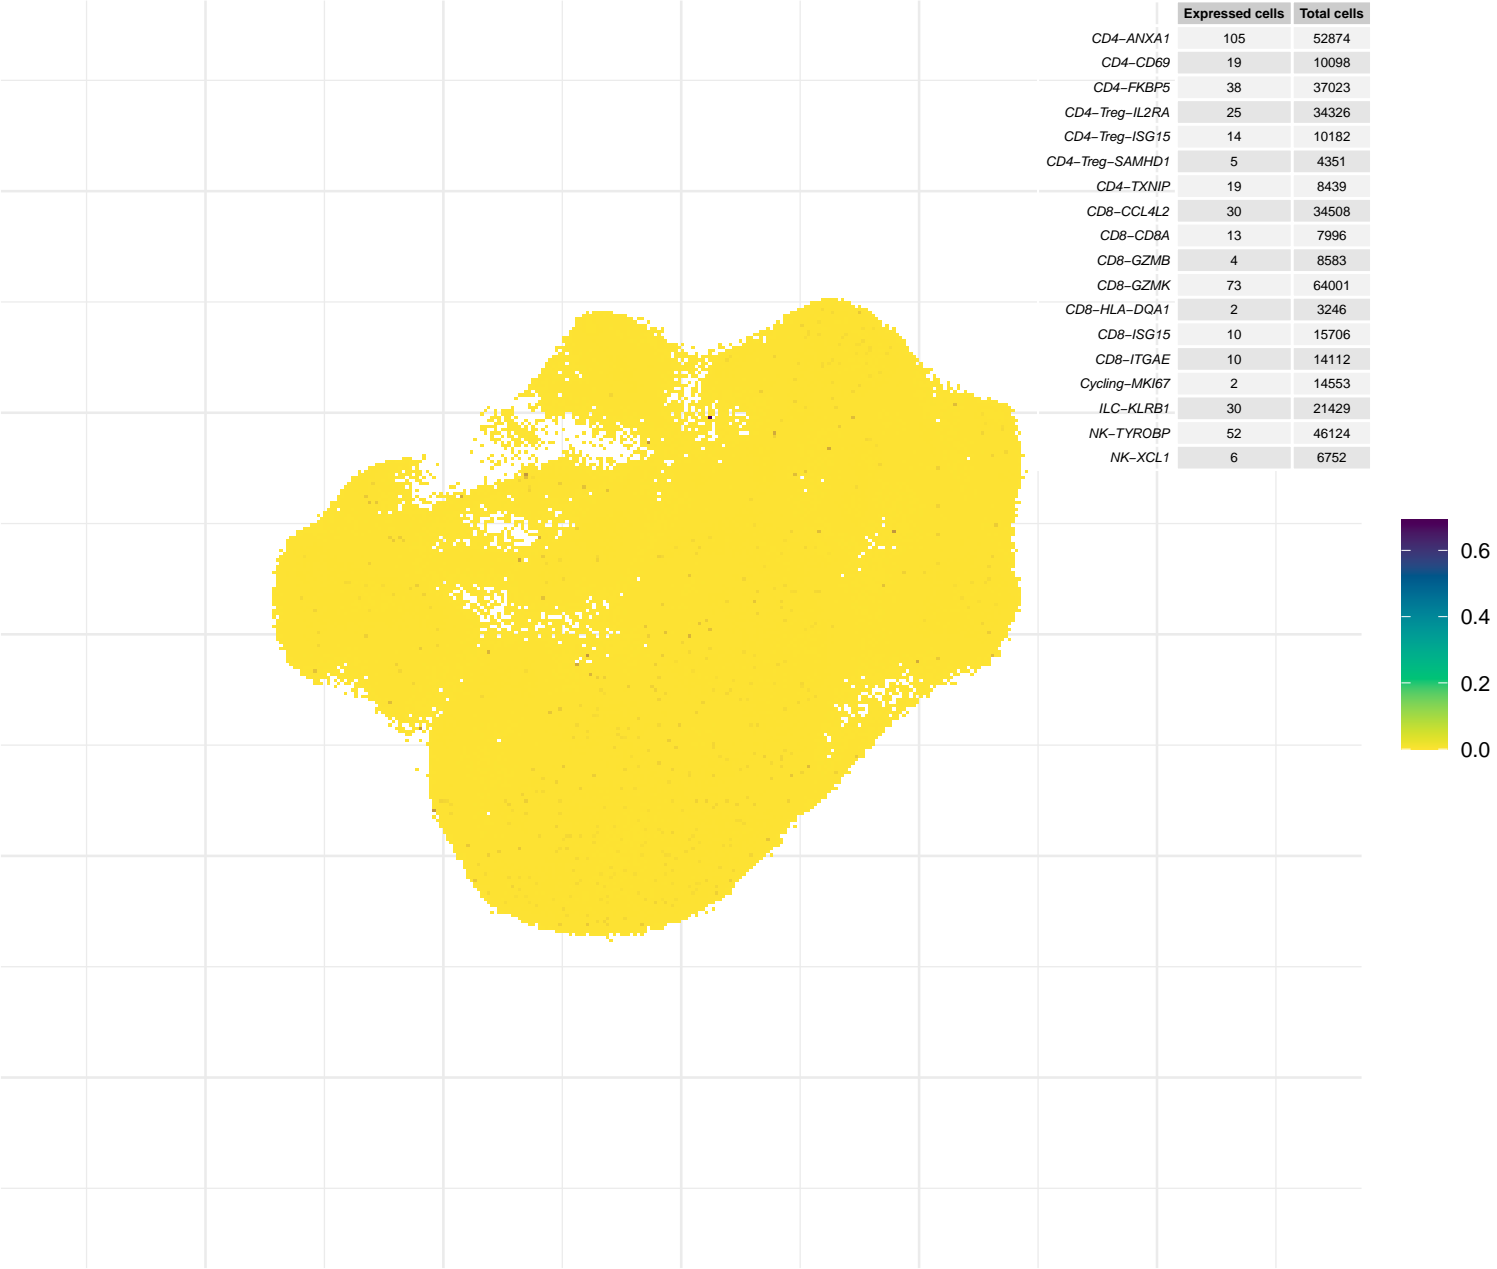 Expressed cells Total cells
CD4−ANXA1 105 52874
CD4−CD69 19 10098
CD4−FKBP5 38 37023
CD4−Treg−IL2RA 25 34326
CD4−Treg−ISG15 14 10182
CD4−Treg−SAMHD1 5 4351
CD4−TXNIP 19 8439
CD8−CCL4L2 30 34508
CD8−CD8A 13 7996
CD8−GZMB 4 8583
CD8−GZMK 73 64001
CD8−HLA−DQA1 2 3246
CD8−ISG15 10 15706
CD8−ITGAE 10 14112
Cycling−MKI67 2 14553
ILC−KLRB1 30 21429
NK−TYROBP 52 46124
NK−XCL1 6 6752
0.6
0.4
0.2
0.0